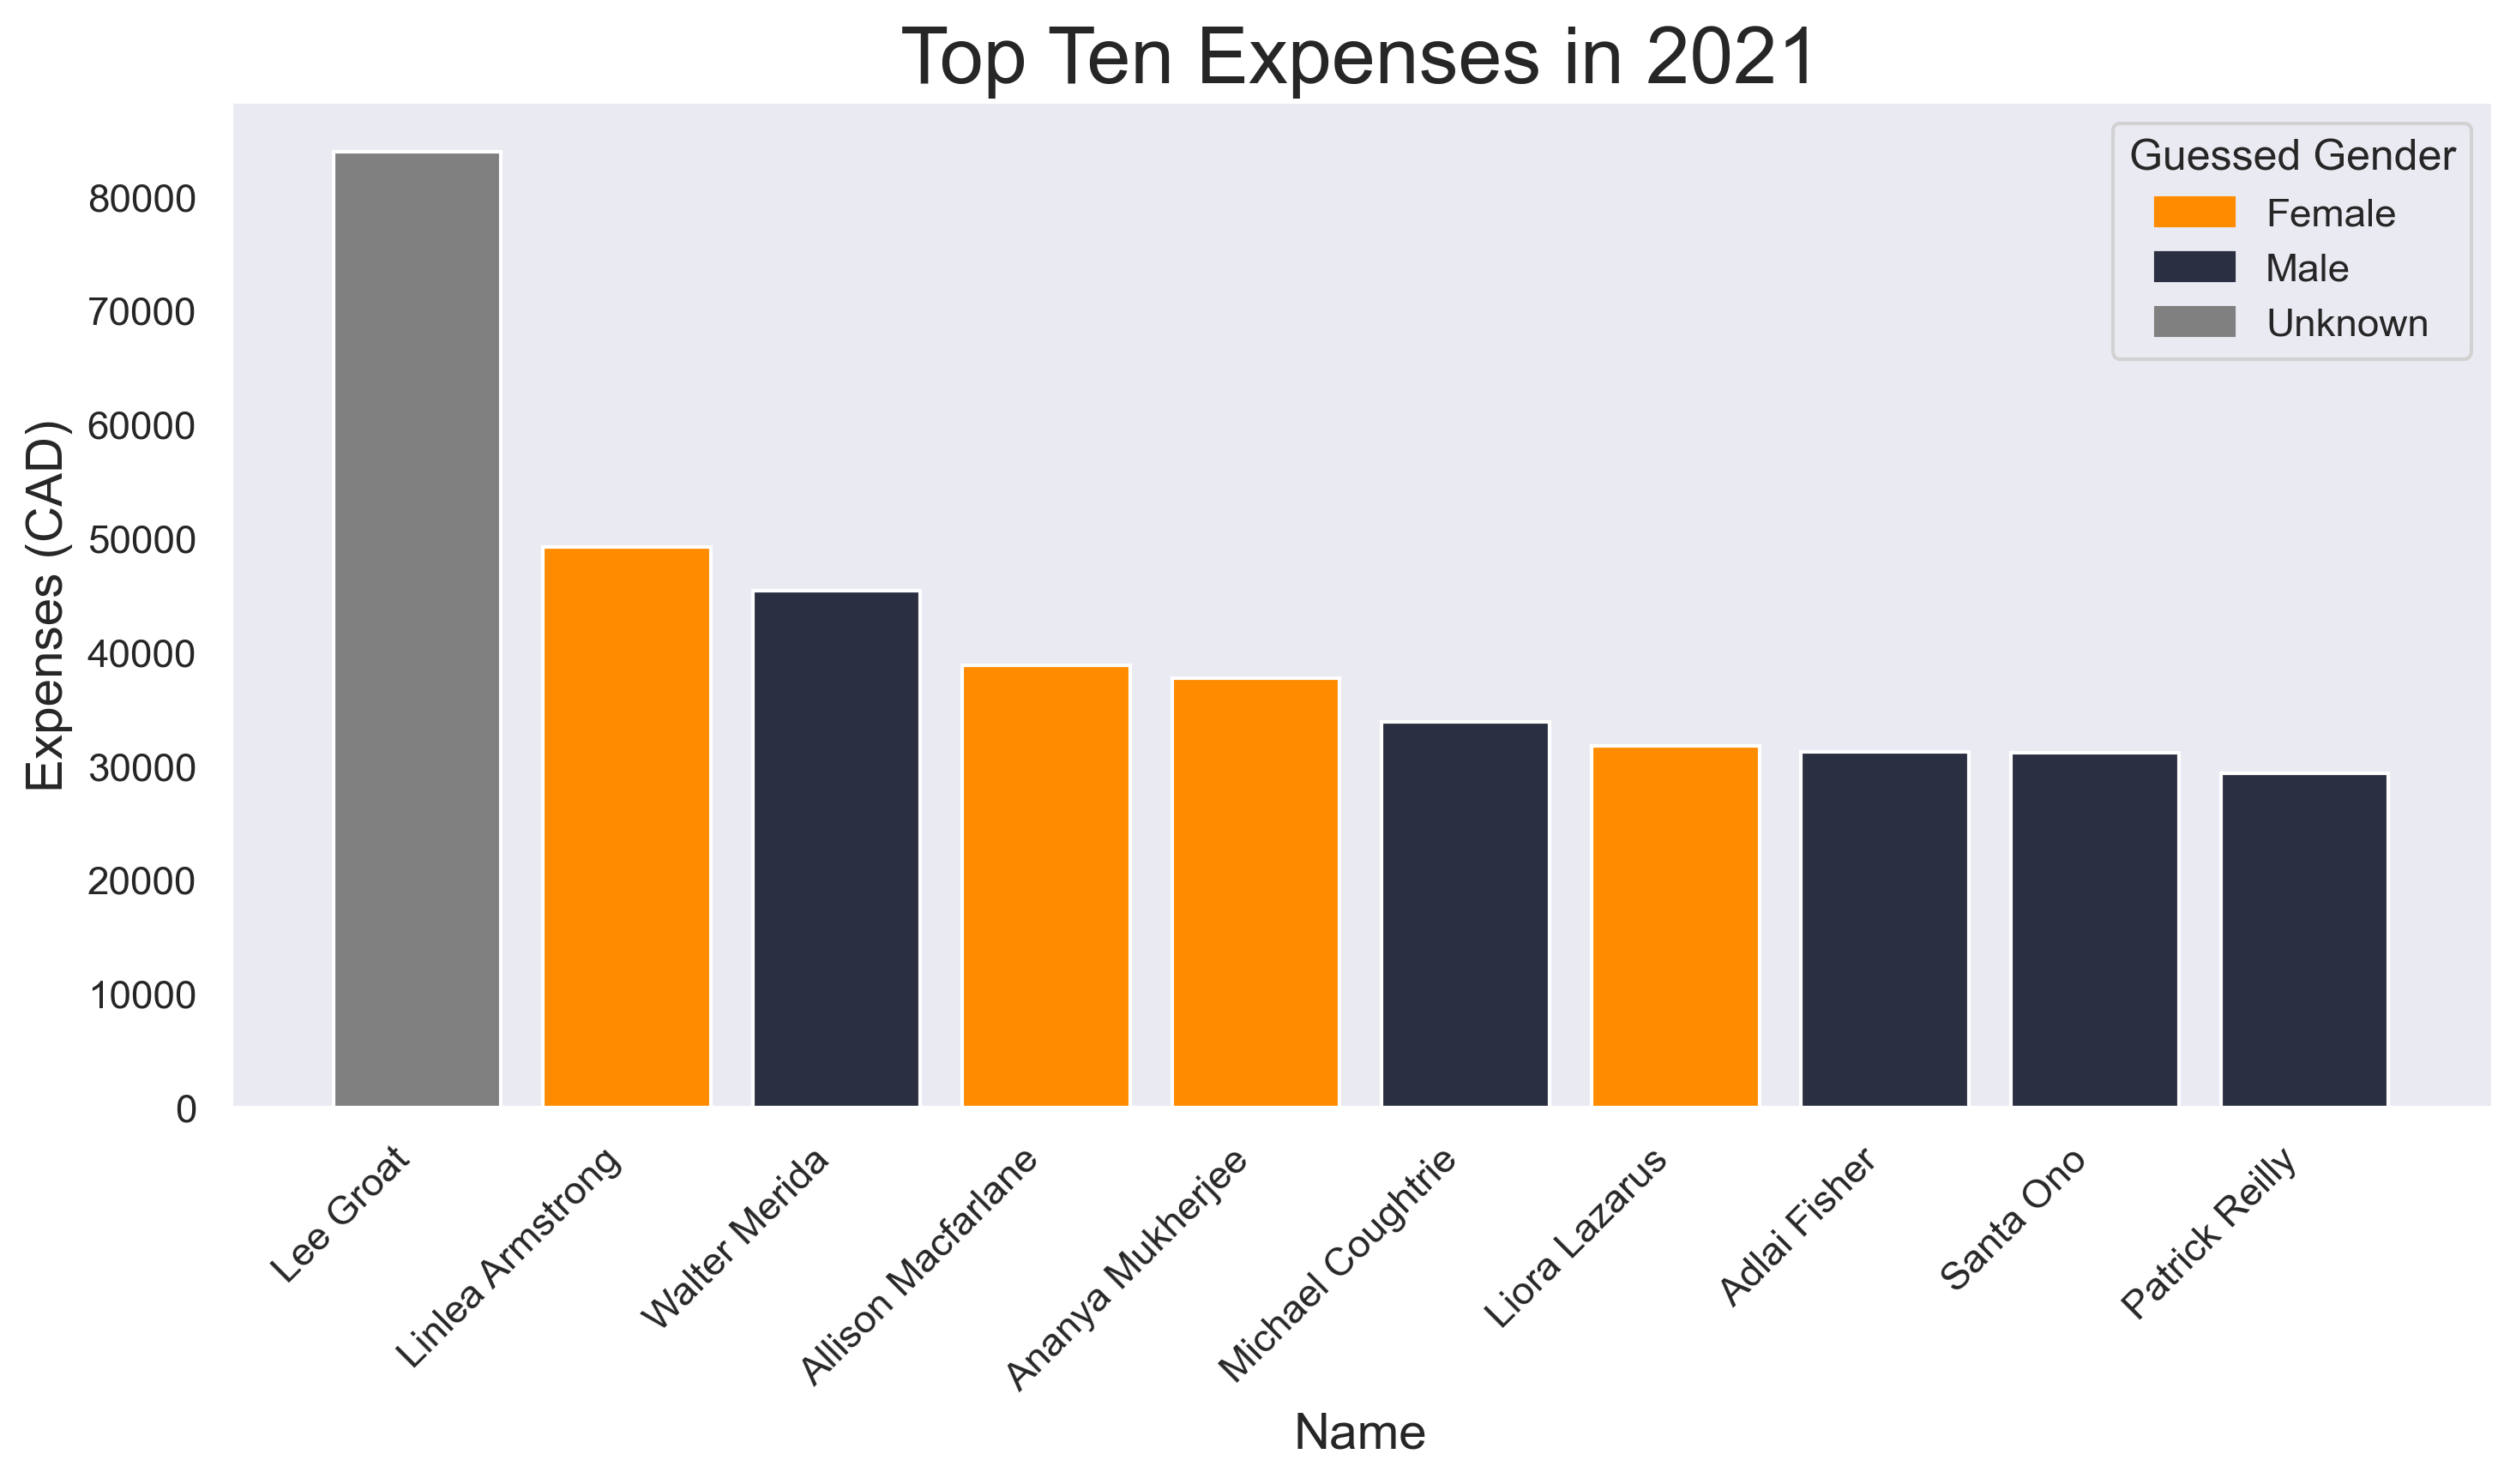 Top Ten Expenses in 2021
Guessed Gender
Female
Male
Unknown
Expenses (CAD)
80000
70000
60000
50000
40000
30000
20000
10000
0
Lee Groat
Linlea Armstrong
Walter Merida
Allison Macfarlane
Ananya Mukherjee
Michael Coughtrie
Liora Lazarus
Adlai Fisher
Santa Ono
Patrick Reilly
Name